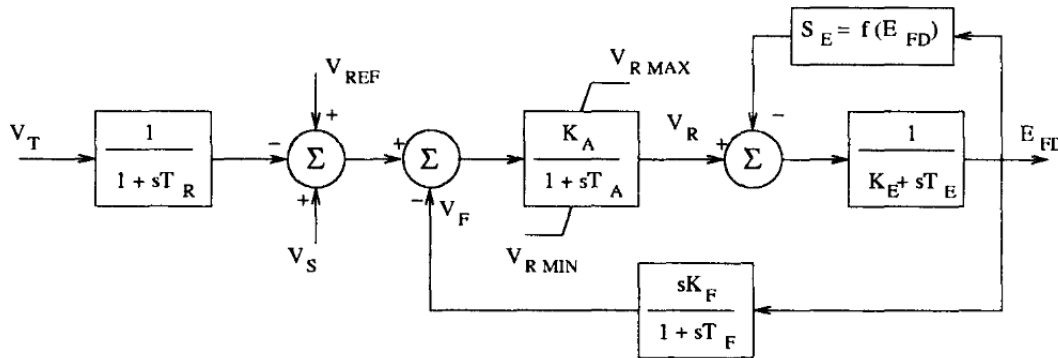 S_E = f(E_FD)
V_REF
V_R MAX
V_T
1
1 + sT_R
−
+
Σ
+
V_S
+
Σ
−
V_F
K_A
1 + sT_A
V_R MIN
V_R
+
−
Σ
1
K_E + sT_E
E_FD
sK_F
1 + sT_F